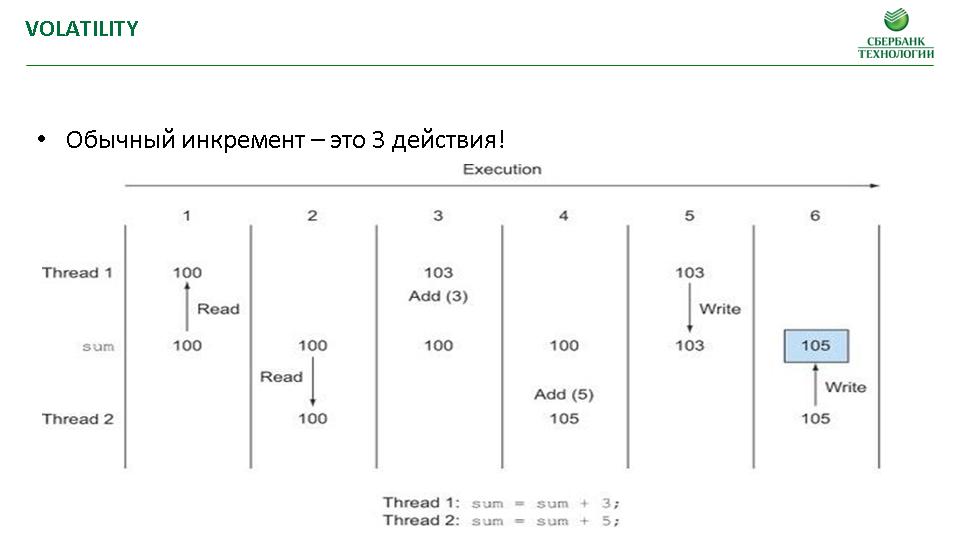 VOLATILITY
СБЕРБАНК
ТЕХНОЛОГИИ
• Обычный инкремент – это 3 действия!
Execution
1 2 3 4 5 6
Thread 1 100 103 103
Add (3)
Read Write
sum 100 100 100 100 103 105
Read Add (5) Write
Thread 2 100 105 105
Thread 1: sum = sum + 3;
Thread 2: sum = sum + 5;